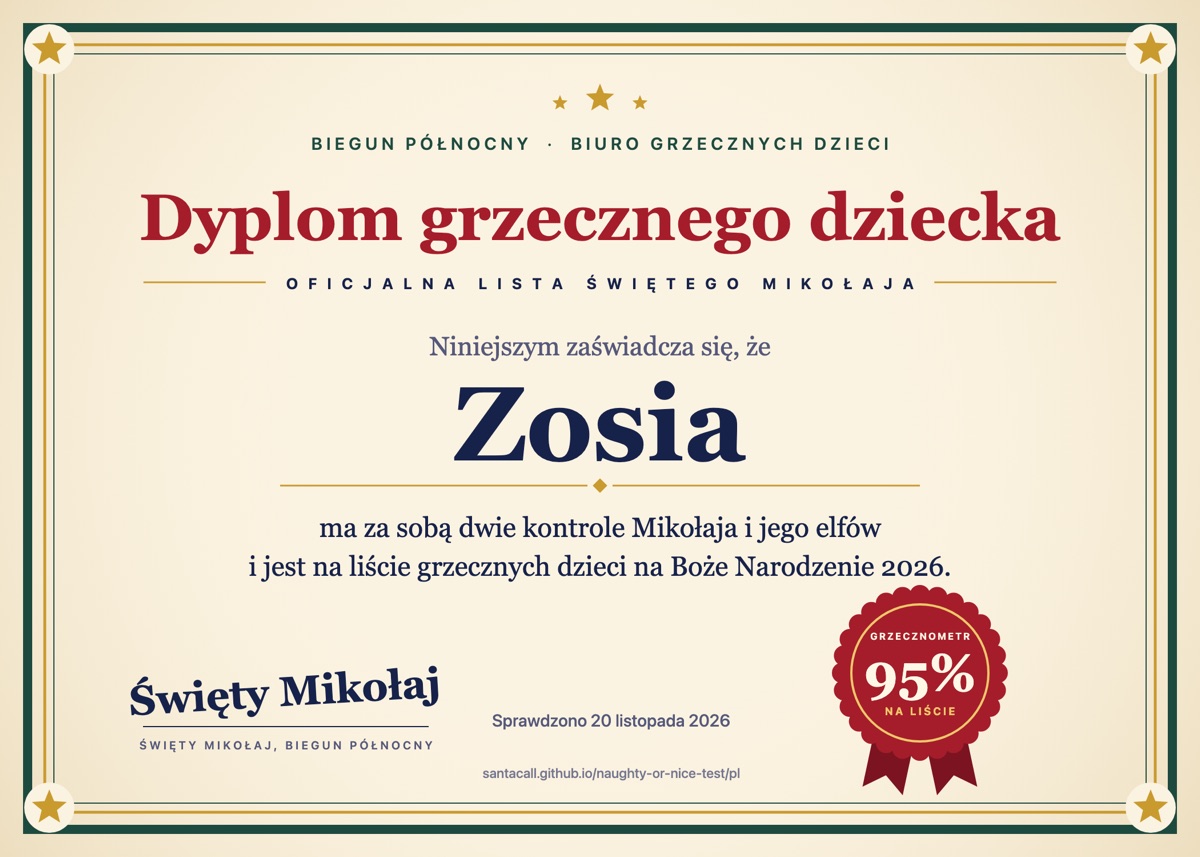 BIEGUN PÓŁNOCNY · BIURO GRZECZNYCH DZIECI
Dyplom grzecznego dziecka
OFICJALNA LISTA ŚWIĘTEGO MIKOŁAJA
Niniejszym zaświadcza się, że
Zosia
ma za sobą dwie kontrole Mikołaja i jego elfów
i jest na liście grzecznych dzieci na Boże Narodzenie 2026.
GRZECZNOMETR
95%
NA LIŚCIE
Święty Mikołaj
ŚWIĘTY MIKOŁAJ, BIEGUN PÓŁNOCNY
Sprawdzono 20 listopada 2026
santacall.github.io/naughty-or-nice-test/pl